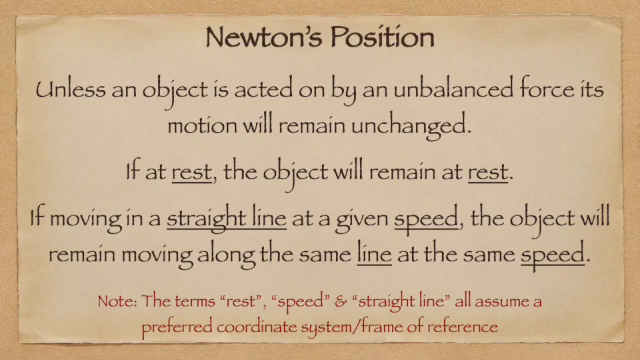 Newton's Position
Unless an object is acted on by an unbalanced force its
motion will remain unchanged.
If at rest, the object will remain at rest.
If moving in a straight line at a given speed, the object will
remain moving along the same line at the same speed.
Note: The terms "rest", "speed" & "straight line" all assume a
preferred coordinate system/frame of reference